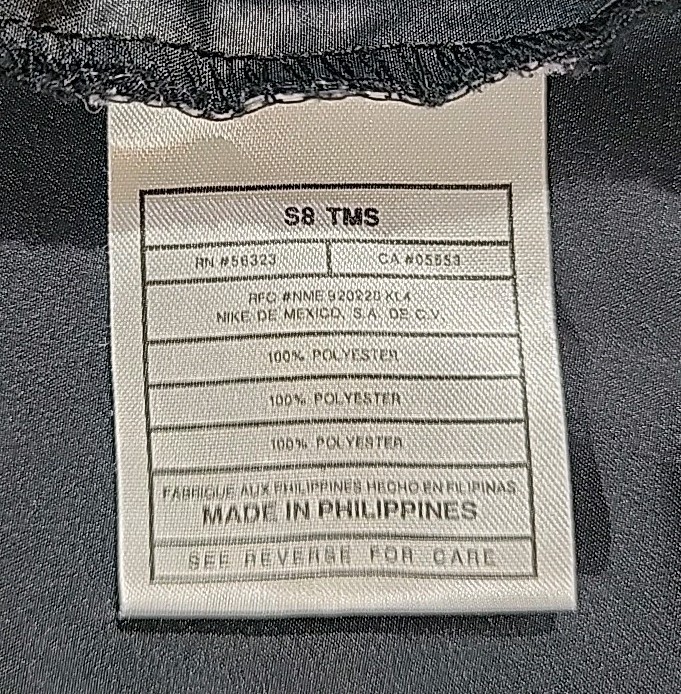 S8 TMS
RN #56323 CA #05553
RFC #NME 920220 KL4
NIKE DE MEXICO, S.A. DE C.V.
100% POLYESTER
100% POLYESTER
100% POLYESTER
FABRIQUE AUX PHILIPPINES HECHO EN FILIPINAS
MADE IN PHILIPPINES
SEE REVERSE FOR CARE